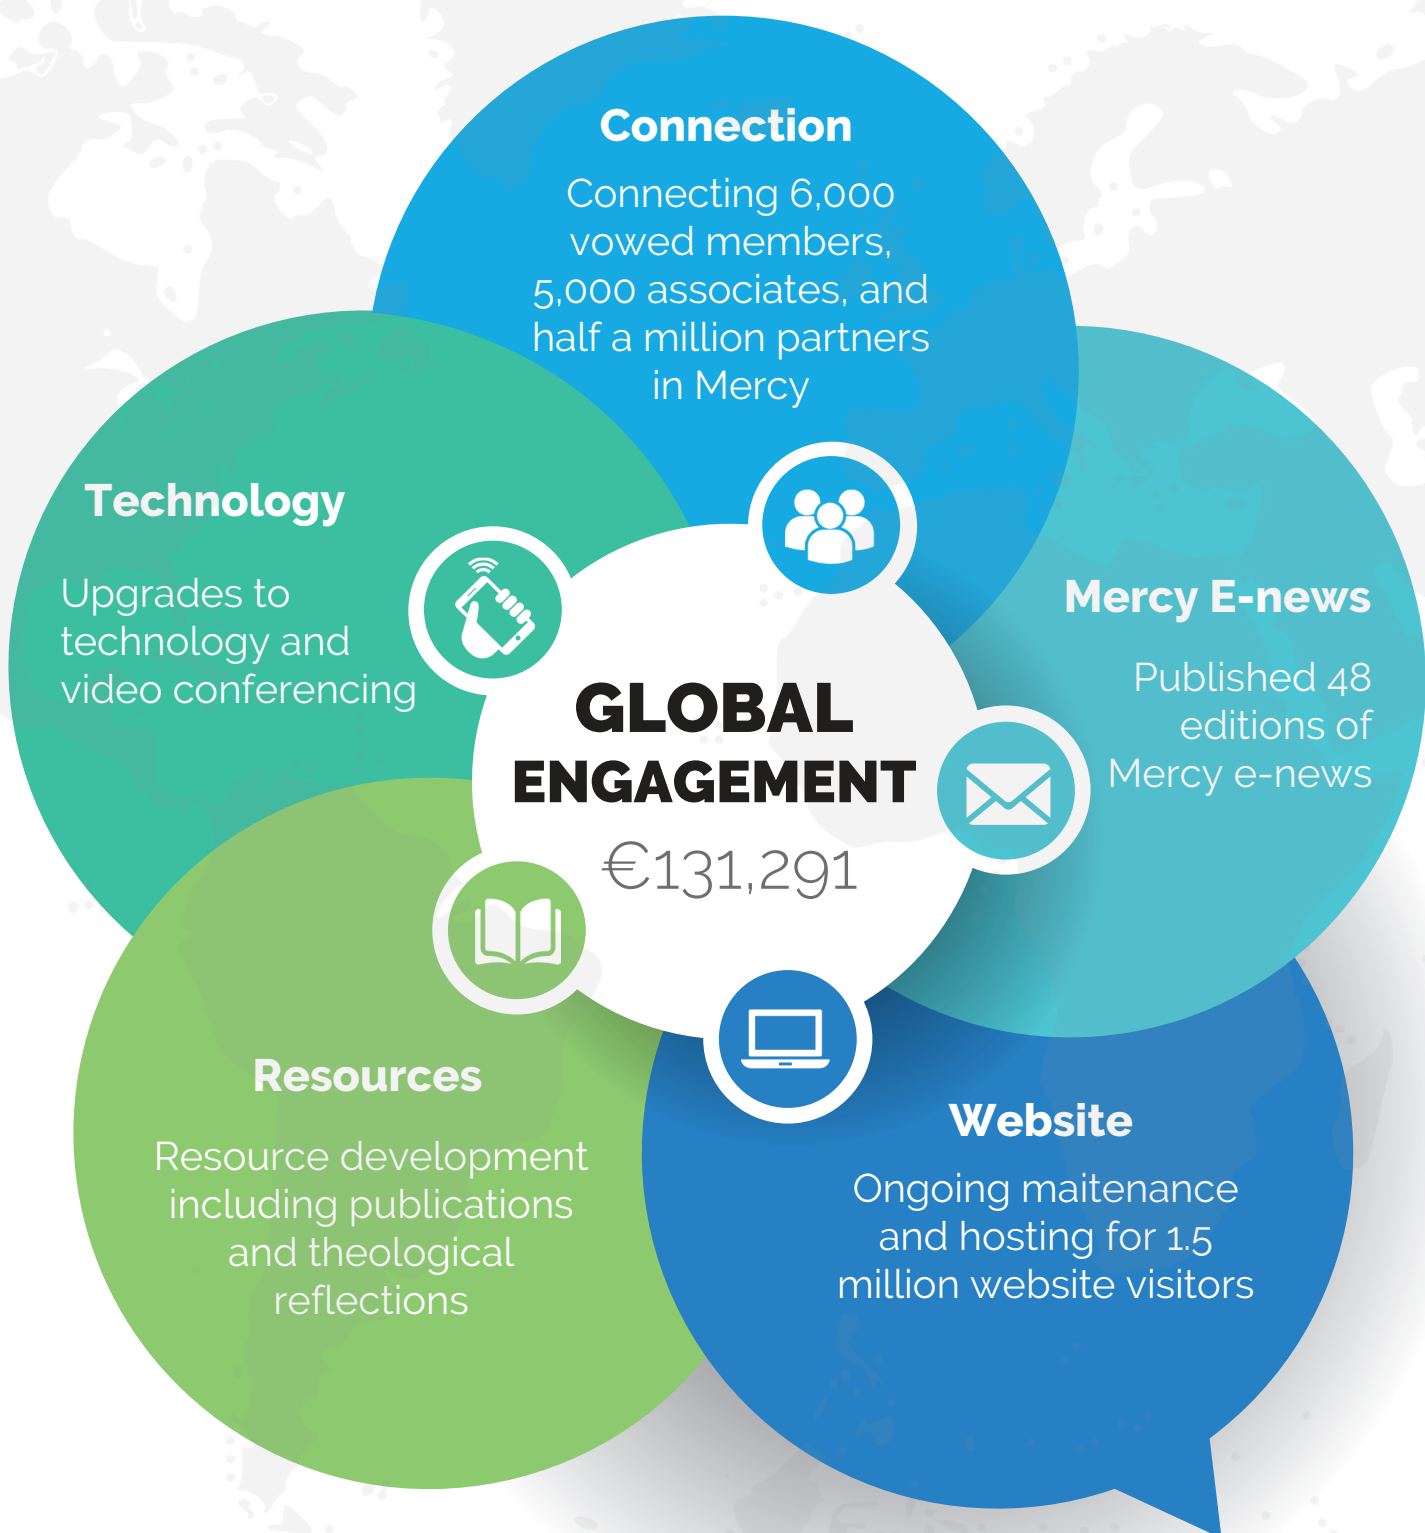 Connection
Connecting 6,000
vowed members,
5,000 associates, and
half a million partners
in Mercy
Technology
Upgrades to
technology and
video conferencing
Mercy E-news
Published 48
editions of
Mercy e-news
GLOBAL
ENGAGEMENT
€131,291
Resources
Resource development
including publications
and theological
reflections
Website
Ongoing maitenance
and hosting for 1.5
million website visitors